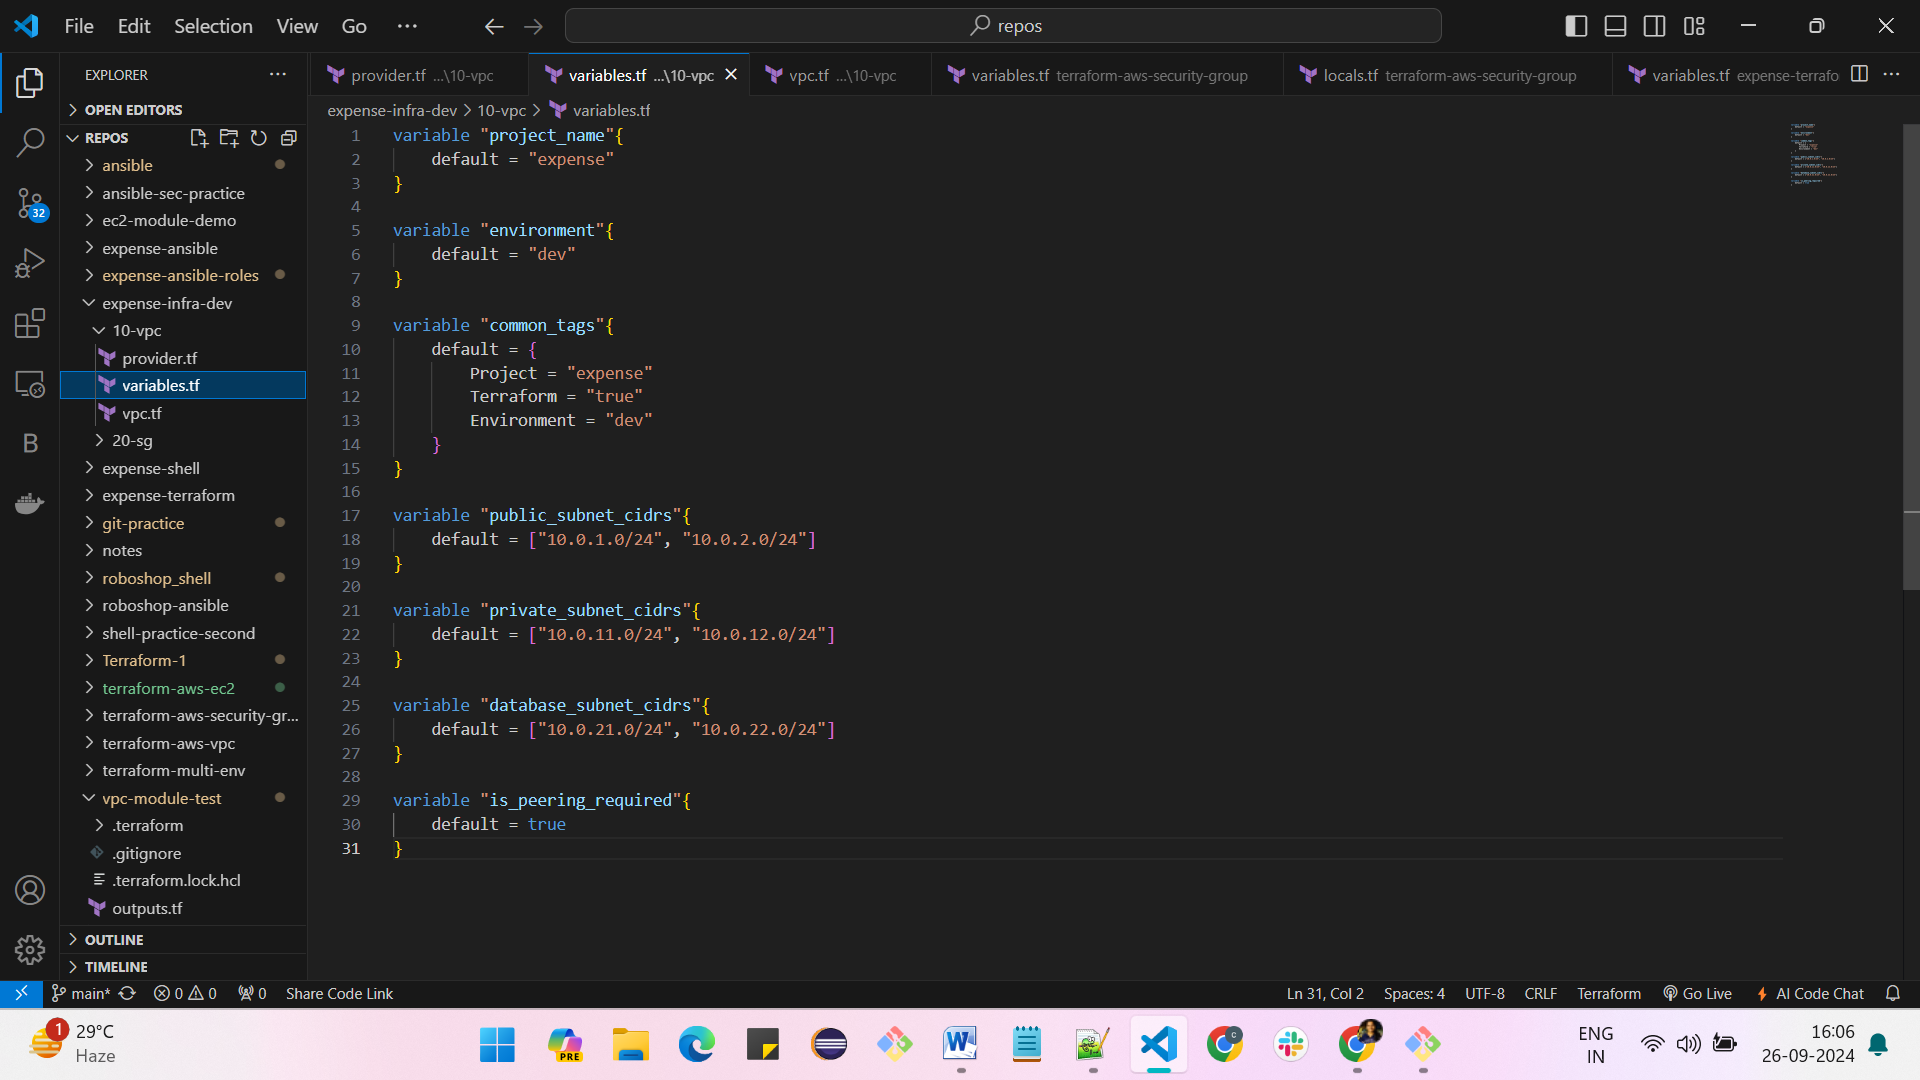 File Edit Selection View Go ...
repos
EXPLORER
OPEN EDITORS
REPOS
ansible
ansible-sec-practice
ec2-module-demo
expense-ansible
expense-ansible-roles
expense-infra-dev
10-vpc
provider.tf
variables.tf
vpc.tf
20-sg
expense-shell
expense-terraform
git-practice
notes
roboshop_shell
roboshop-ansible
shell-practice-second
Terraform-1
terraform-aws-ec2
terraform-aws-security-gr...
terraform-aws-vpc
terraform-multi-env
vpc-module-test
.terraform
.gitignore
.terraform.lock.hcl
outputs.tf
OUTLINE
TIMELINE
32
B
provider.tf ...\10-vpc
variables.tf ...\10-vpc
vpc.tf ...\10-vpc
variables.tf terraform-aws-security-group
locals.tf terraform-aws-security-group
variables.tf expense-terrafo
expense-infra-dev > 10-vpc > variables.tf
1 variable "project_name"{
2     default = "expense"
3 }
4
5 variable "environment"{
6     default = "dev"
7 }
8
9 variable "common_tags"{
10     default = {
11         Project = "expense"
12         Terraform = "true"
13         Environment = "dev"
14     }
15 }
16
17 variable "public_subnet_cidrs"{
18     default = ["10.0.1.0/24", "10.0.2.0/24"]
19 }
20
21 variable "private_subnet_cidrs"{
22     default = ["10.0.11.0/24", "10.0.12.0/24"]
23 }
24
25 variable "database_subnet_cidrs"{
26     default = ["10.0.21.0/24", "10.0.22.0/24"]
27 }
28
29 variable "is_peering_required"{
30     default = true
31 }
main* 0 0 0 Share Code Link
Ln 31, Col 2 Spaces: 4 UTF-8 CRLF Terraform Go Live AI Code Chat
1
29°C
Haze
PRE
W
C
ENG
IN
16:06
26-09-2024